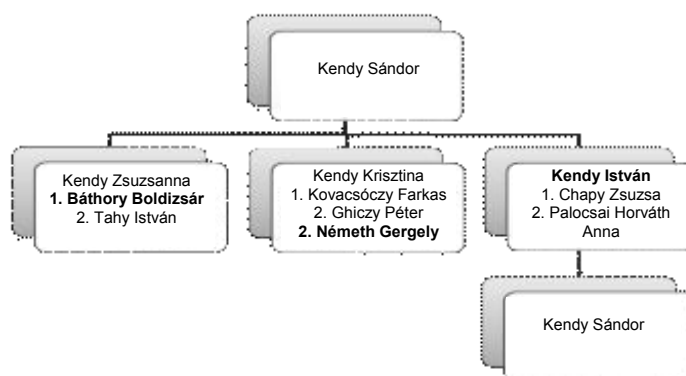 Kendy Sándor
Kendy Zsuzsanna
1. Báthory Boldizsár
2. Tahy István
Kendy Krisztina
1. Kovacsóczy Farkas
2. Ghiczy Péter
2. Németh Gergely
Kendy István
1. Chapy Zsuzsa
2. Palocsai Horváth
Anna
Kendy Sándor